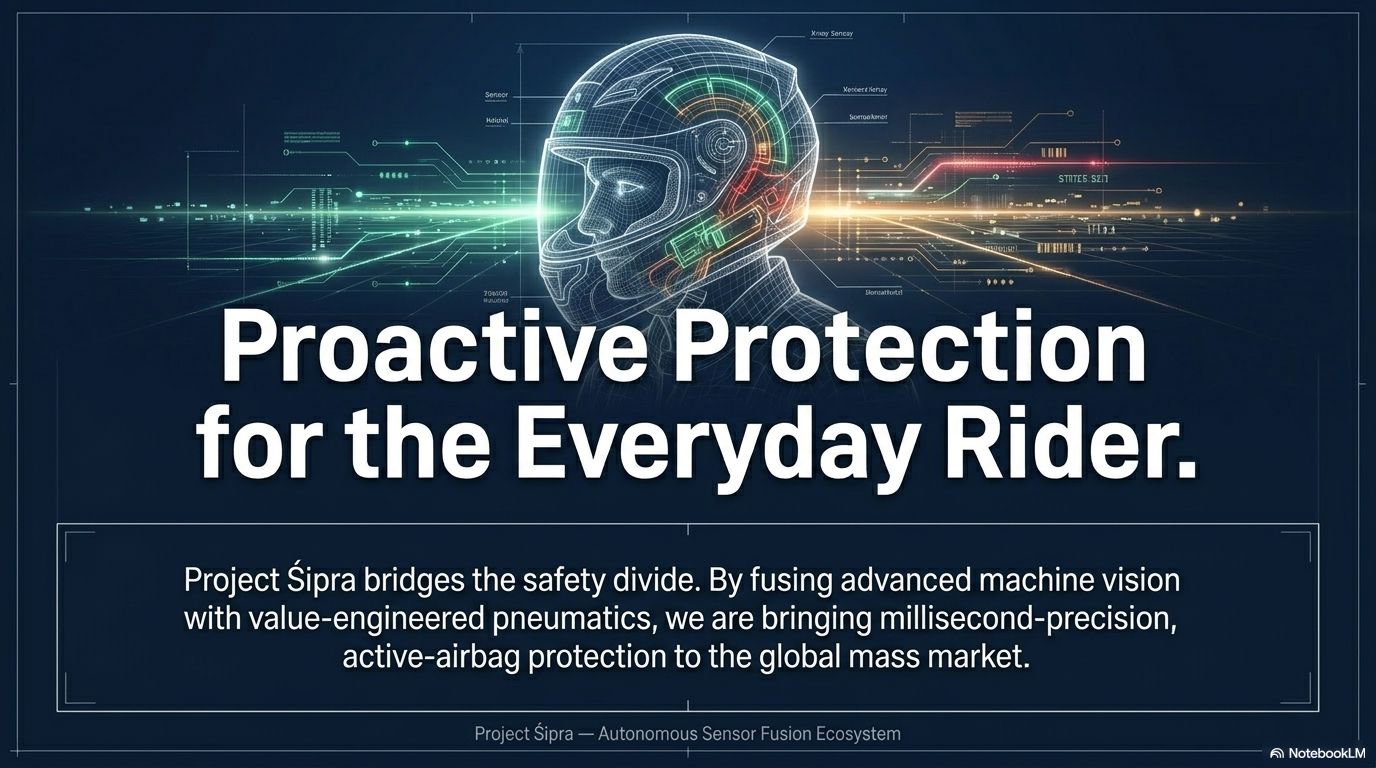 Sensor
Proactive Protection
for the Everyday Rider.
Project Śipra bridges the safety divide. By fusing advanced machine vision
with value-engineered pneumatics, we are bringing millisecond-precision,
active-airbag protection to the global mass market.
Project Śipra — Autonomous Sensor Fusion Ecosystem
NotebookLM